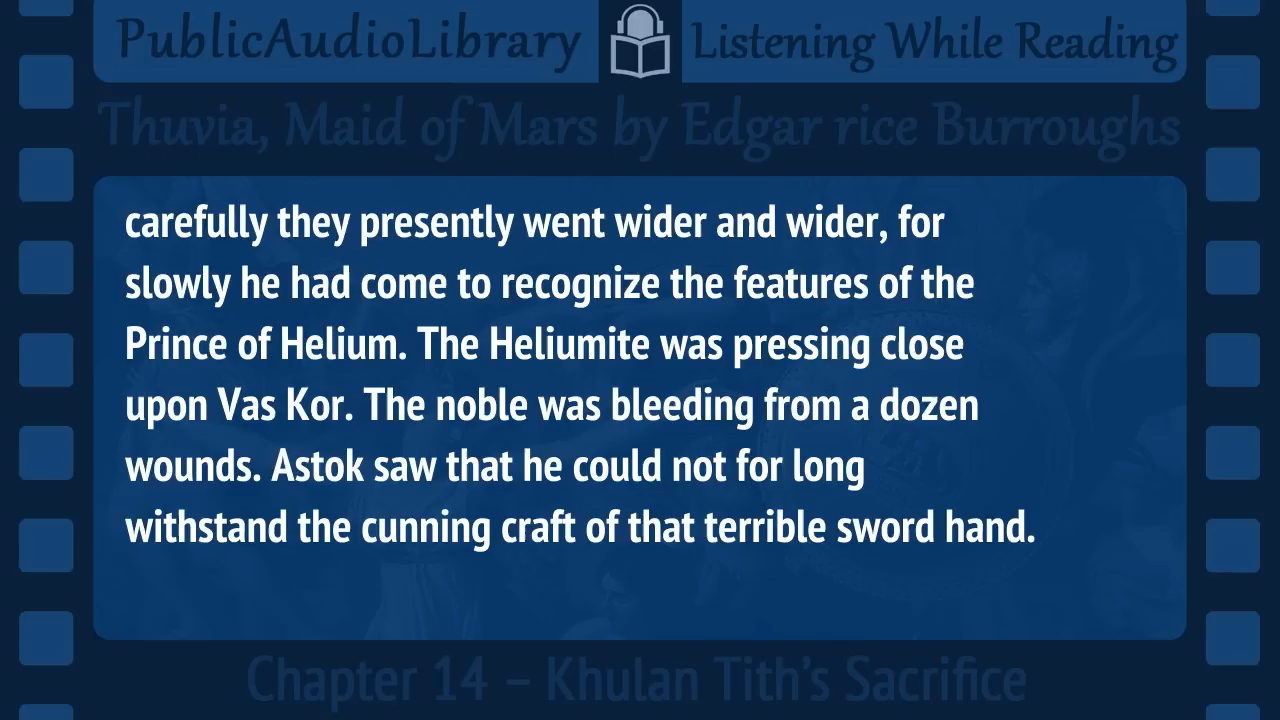 PublicAudioLibrary Listening While Reading
Thuvia, Maid of Mars by Edgar rice Burroughs
carefully they presently went wider and wider, for
slowly he had come to recognize the features of the
Prince of Helium. The Heliumite was pressing close
upon Vas Kor. The noble was bleeding from a dozen
wounds. Astok saw that he could not for long
withstand the cunning craft of that terrible sword hand.
Chapter 14 – Khulan Tith's Sacrifice